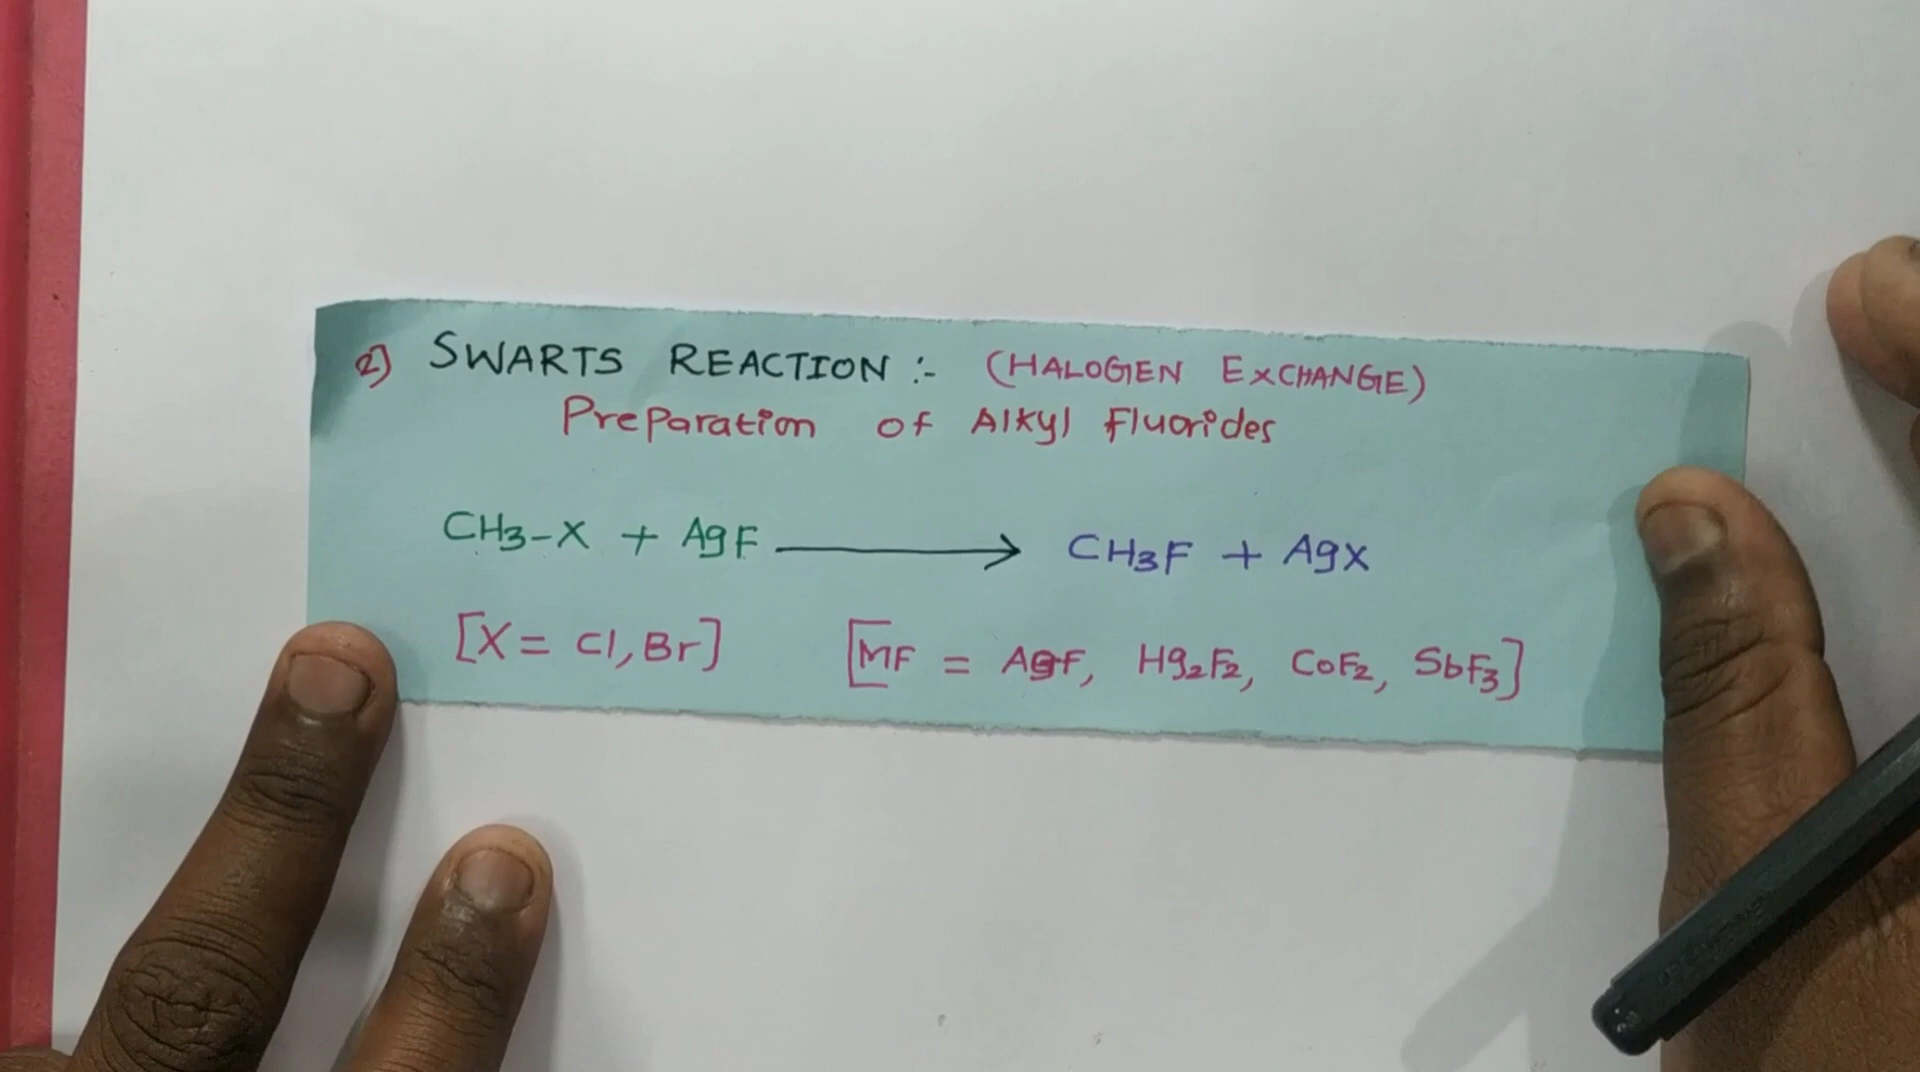 2) SWARTS REACTION :- (HALOGEN EXCHANGE)
Preparation of Alkyl Fluorides
CH3-X + AgF ⟶ CH3F + AgX
[X = Cl, Br] [MF = AgF, Hg2F2, CoF2, SbF3]